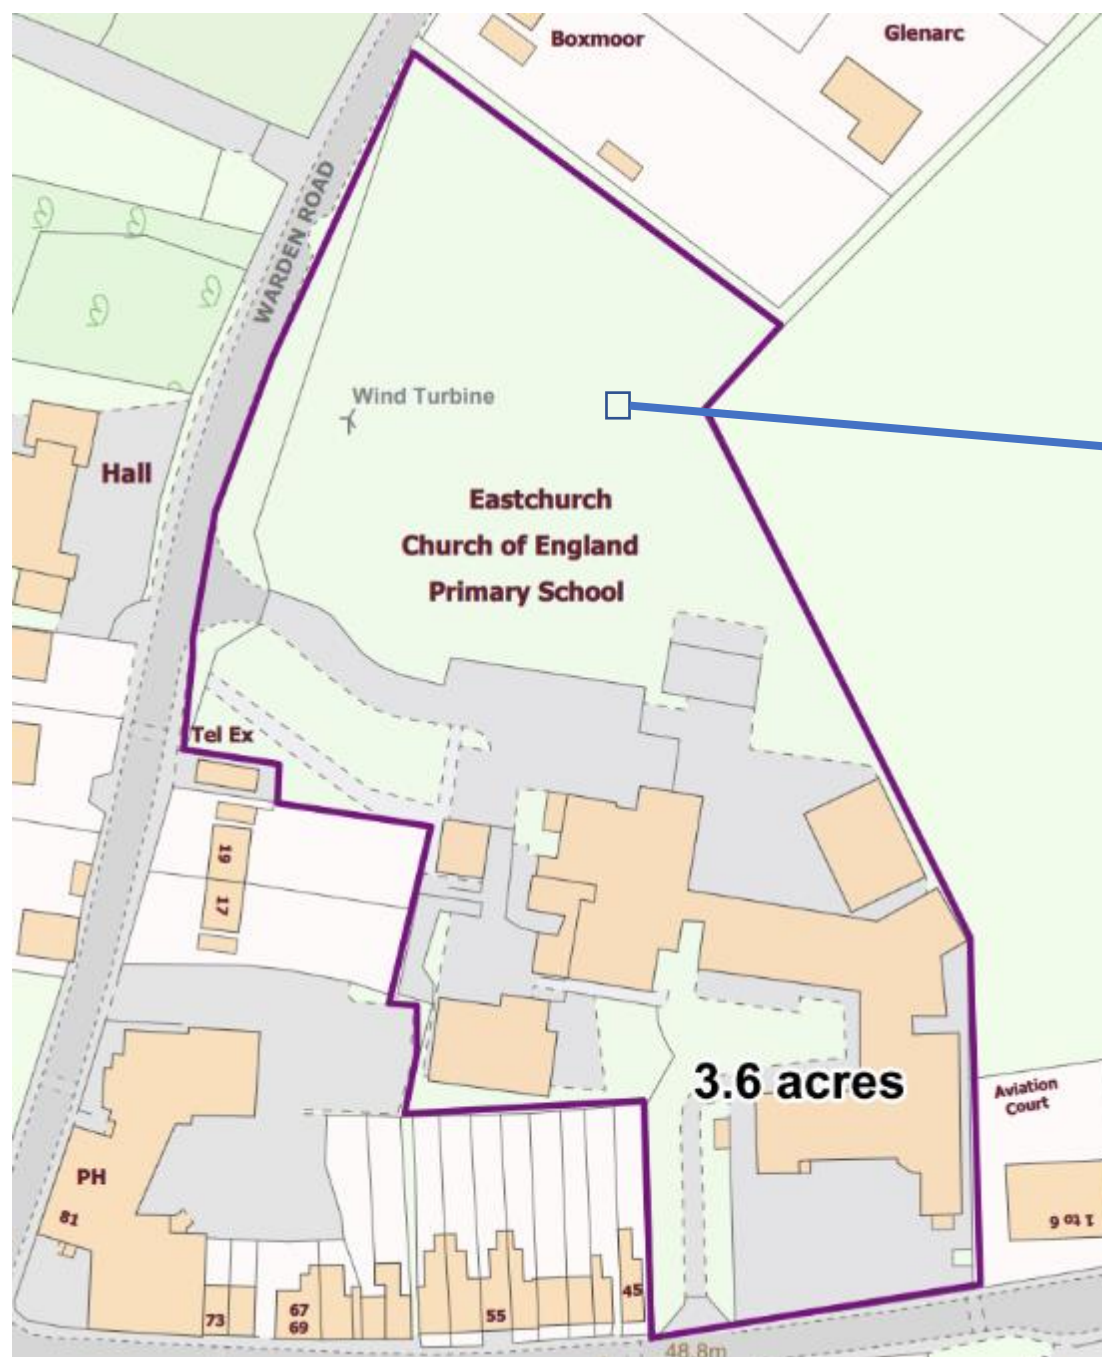 Boxmoor
Glenarc
WARDEN ROAD
Wind Turbine
Hall
Eastchurch
Church of England
Primary School
Tel Ex
19
17
3.6 acres
Aviation
Court
PH
81
1 to 6
73
67
69
55
45
48.8m